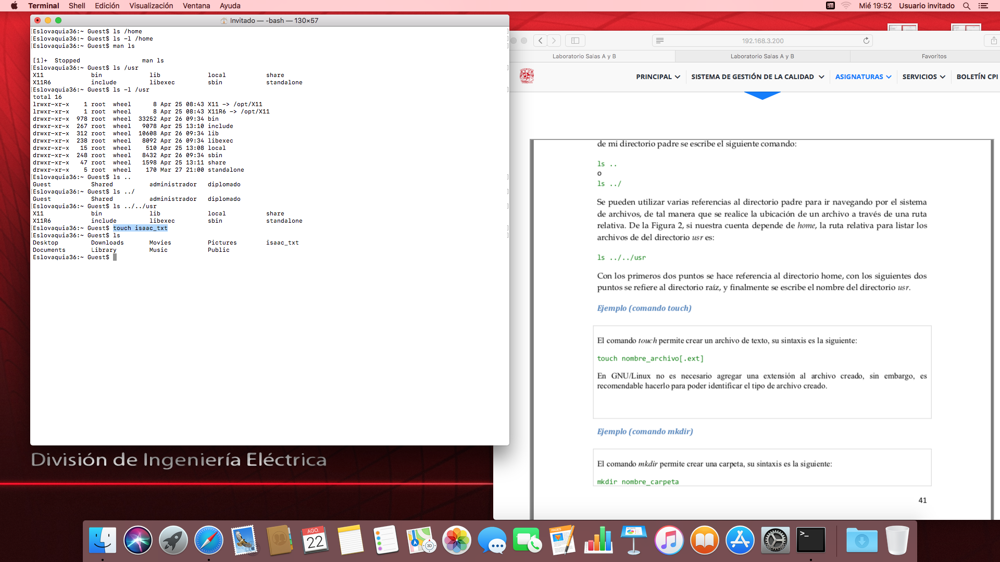 Terminal Shell Edición Visualización Ventana Ayuda Mié 19:52 Usuario invitado
Invitado — -bash — 130×57
[Eslovaquia36:~ Guest$ ls /home ]
[Eslovaquia36:~ Guest$ ls -l /home ]
[Eslovaquia36:~ Guest$ man ls ]
[1]+ Stopped man ls
[Eslovaquia36:~ Guest$ ls /usr ]
X11 bin lib local share
X11R6 include libexec sbin standalone
[Eslovaquia36:~ Guest$ ls -l /usr ]
total 16
lrwxr-xr-x 1 root wheel 8 Apr 25 08:43 X11 -> /opt/X11
lrwxr-xr-x 1 root wheel 8 Apr 25 08:43 X11R6 -> /opt/X11
drwxr-xr-x 978 root wheel 33252 Apr 26 09:34 bin
drwxr-xr-x 267 root wheel 9078 Apr 25 13:10 include
drwxr-xr-x 312 root wheel 10608 Apr 26 09:34 lib
drwxr-xr-x 238 root wheel 8092 Apr 26 09:34 libexec
drwxr-xr-x 15 root wheel 510 Apr 25 13:08 local
drwxr-xr-x 248 root wheel 8432 Apr 26 09:34 sbin
drwxr-xr-x 47 root wheel 1598 Apr 25 13:11 share
drwxr-xr-x 5 root wheel 170 Mar 27 21:00 standalone
[Eslovaquia36:~ Guest$ ls .. ]
Guest Shared administrador diplomado
[Eslovaquia36:~ Guest$ ls ../ ]
Guest Shared administrador diplomado
[Eslovaquia36:~ Guest$ ls ../../usr ]
X11 bin lib local share
X11R6 include libexec sbin standalone
[Eslovaquia36:~ Guest$ touch isaac_txt ]
[Eslovaquia36:~ Guest$ ls ]
Desktop Downloads Movies Pictures isaac_txt
Documents Library Music Public
Eslovaquia36:~ Guest$
División de Ingeniería Eléctrica
192.168.3.200
Laboratorio Salas A y B Laboratorio Salas A y B Favoritos
PRINCIPAL SISTEMA DE GESTIÓN DE LA CALIDAD ASIGNATURAS SERVICIOS BOLETÍN CPI
de mi directorio padre se escribe el siguiente comando:
ls ..
o
ls ../
Se pueden utilizar varias referencias al directorio padre para ir navegando por el sistema
de archivos, de tal manera que se realice la ubicación de un archivo a través de una ruta
relativa. De la Figura 2, si nuestra cuenta depende de home, la ruta relativa para listar los
archivos de del directorio usr es:
ls ../../usr
Con los primeros dos puntos se hace referencia al directorio home, con los siguientes dos
puntos se refiere al directorio raíz, y finalmente se escribe el nombre del directorio usr.
Ejemplo (comando touch)
El comando touch permite crear un archivo de texto, su sintaxis es la siguiente:
touch nombre_archivo[.ext]
En GNU/Linux no es necesario agregar una extensión al archivo creado, sin embargo, es
recomendable hacerlo para poder identificar el tipo de archivo creado.
Ejemplo (comando mkdir)
El comando mkdir permite crear una carpeta, su sintaxis es la siguiente:
mkdir nombre_carpeta
41
AGO.
22
PAGES
3D
>_